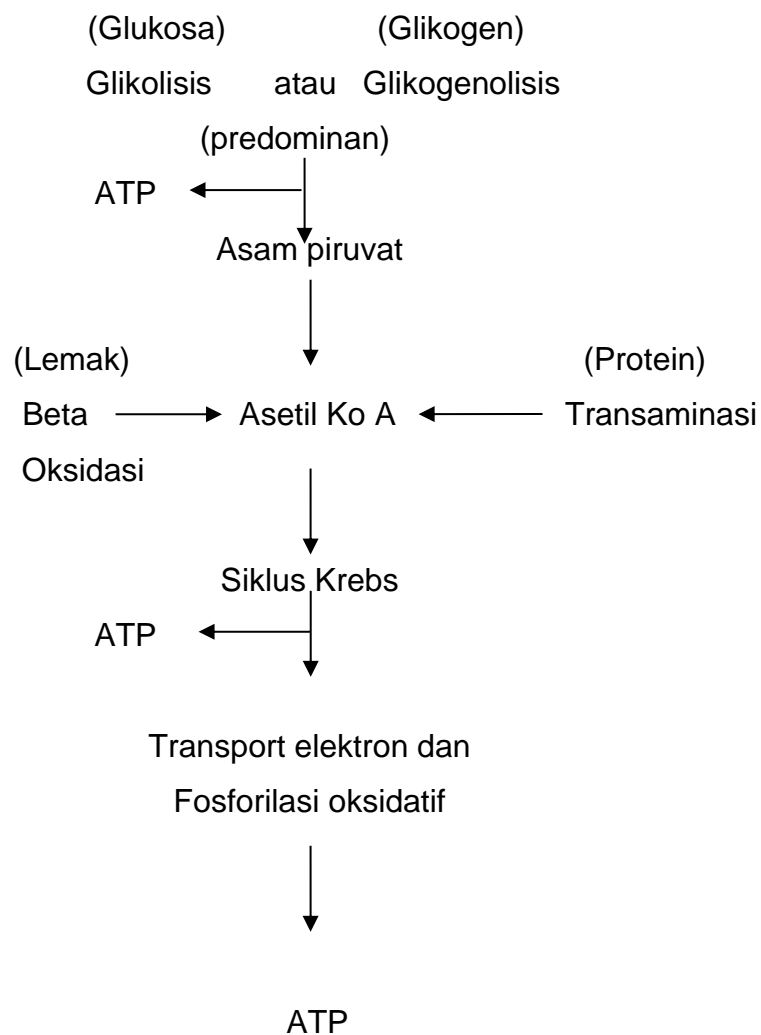 (Glukosa) (Glikogen)
Glikolisis atau Glikogenolisis
(predominan)
ATP
Asam piruvat
(Lemak) (Protein)
Beta Asetil Ko A Transaminasi
Oksidasi
Siklus Krebs
ATP
Transport elektron dan
Fosforilasi oksidatif
ATP